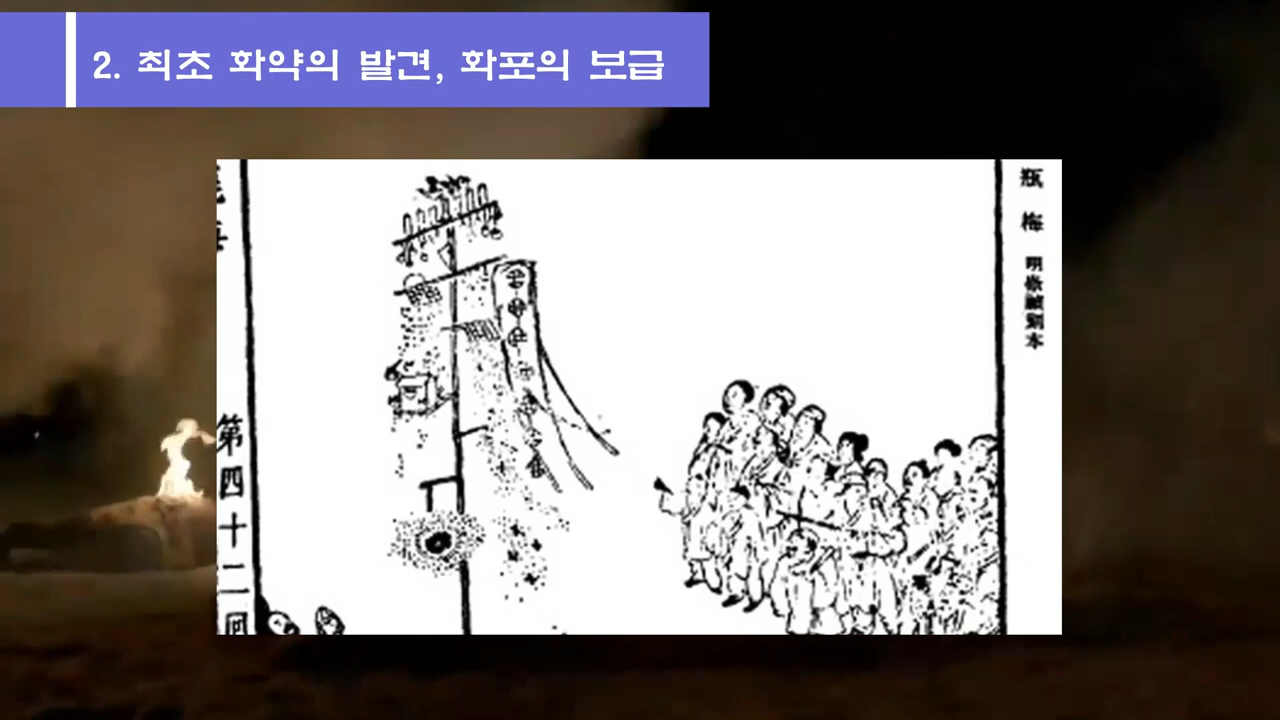 2. 최초 화약의 발견, 화포의 보급
瓶梅 明崇禎刻本
第四十二回